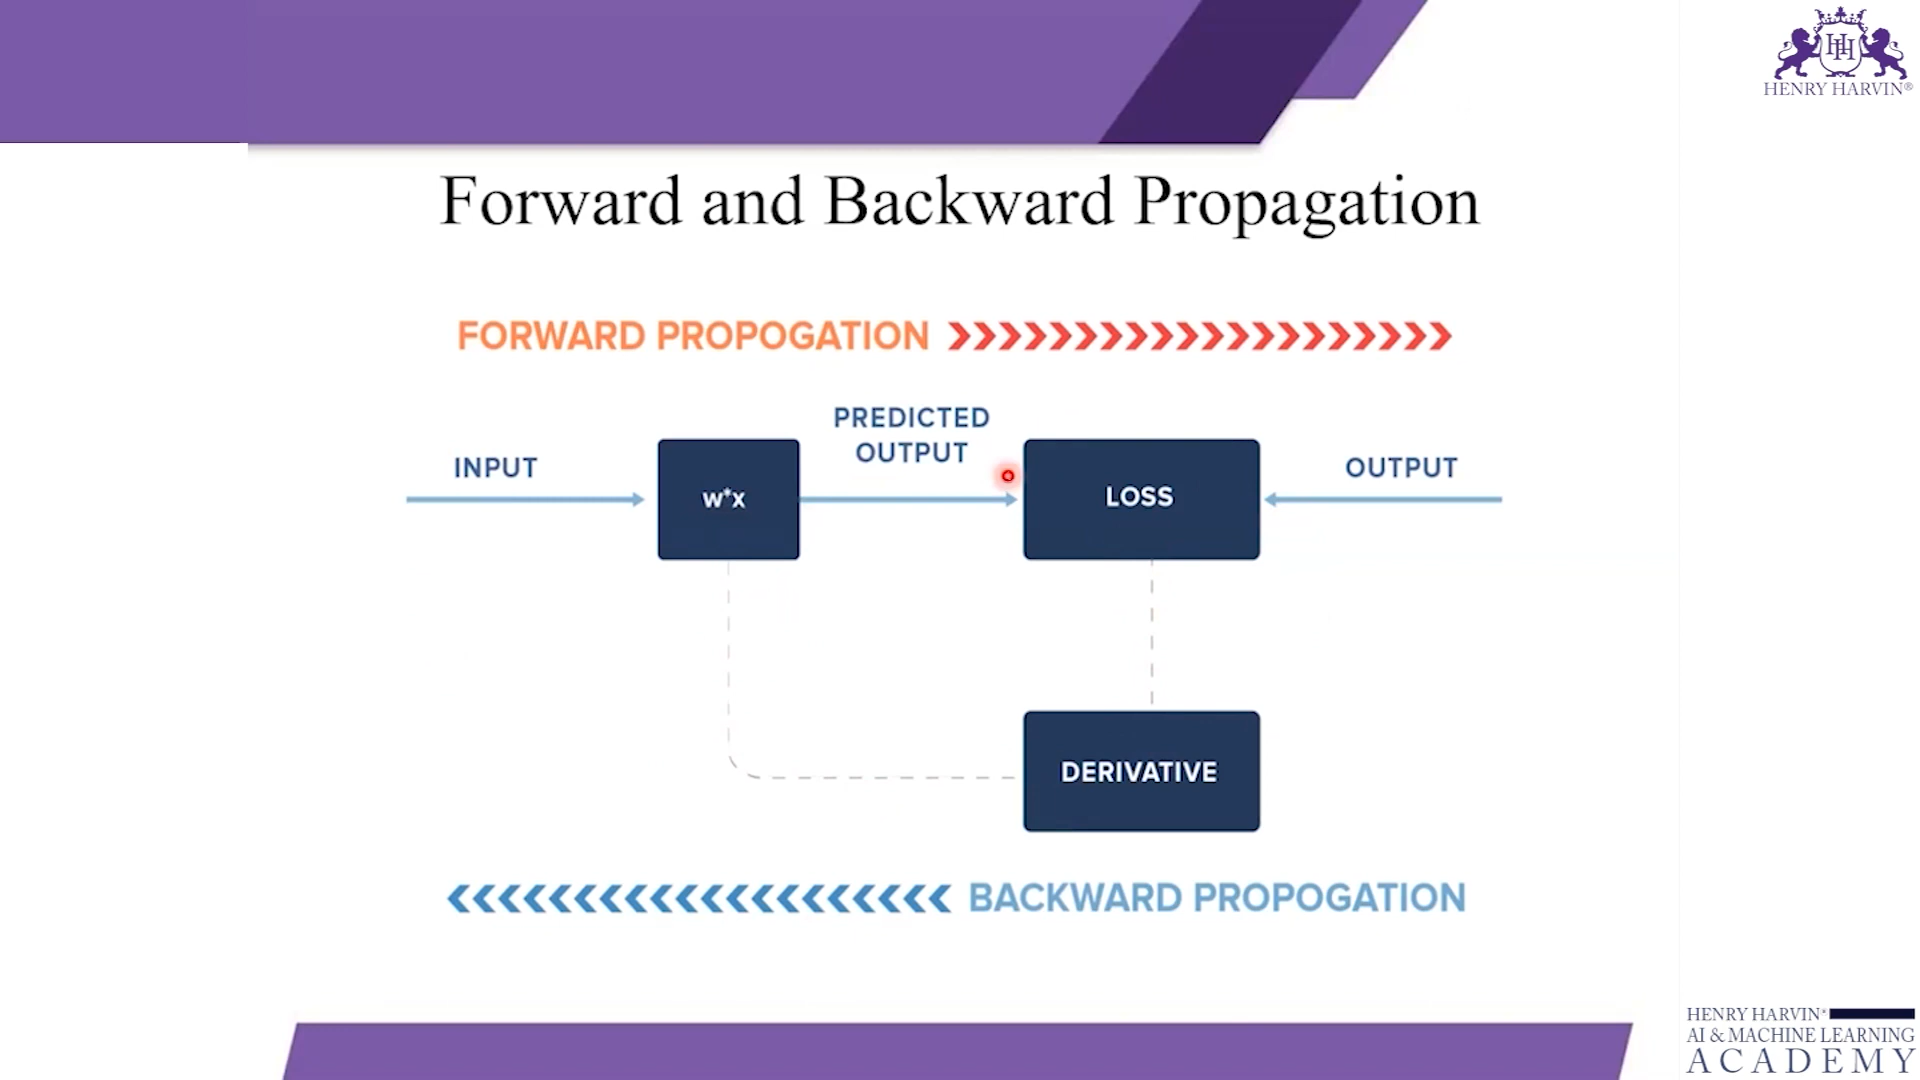 HENRY HARVIN®
Forward and Backward Propagation
FORWARD PROPOGATION
PREDICTED
OUTPUT
INPUT
OUTPUT
w*x
LOSS
DERIVATIVE
BACKWARD PROPOGATION
HENRY HARVIN®
AI & MACHINE LEARNING
ACADEMY